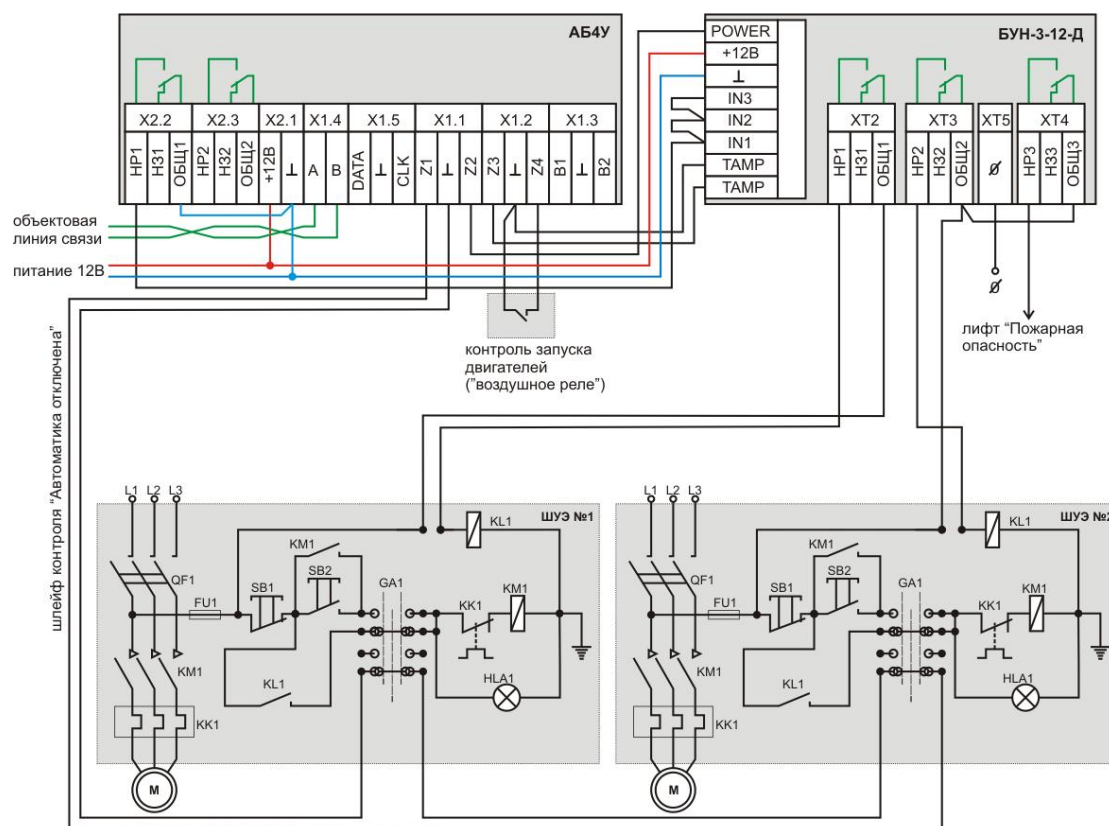 АБ4У
БУН-3-12-Д
POWER
+12В
⊥
IN3
IN2
IN1
TAMP
TAMP
X2.2 X2.3 X2.1 X1.4 X1.5 X1.1 X1.2 X1.3
НР1 НЗ1 ОБЩ1 НР2 НЗ2 ОБЩ2 +12В ⊥ A B DATA ⊥ CLK Z1 ⊥ Z2 Z3 ⊥ Z4 B1 ⊥ B2
XT2 XT3 XT5 XT4
НР1 НЗ1 ОБЩ1 НР2 НЗ2 ОБЩ2 Ø НР3 НЗ3 ОБЩ3
объектовая
линия связи
питание 12В
Ø
контроль запуска
двигателей
("воздушное реле")
лифт "Пожарная
опасность"
шлейф контроля "Автоматика отключена"
L1 L2 L3
ШУЭ №1
KL1
QF1
KM1
SB1
SB2
GA1
FU1
KK1
KM1
KM1
KL1
HLA1
KK1
М
L1 L2 L3
ШУЭ №2
KL1
QF1
KM1
SB1
SB2
GA1
FU1
KK1
KM1
KM1
KL1
HLA1
KK1
М